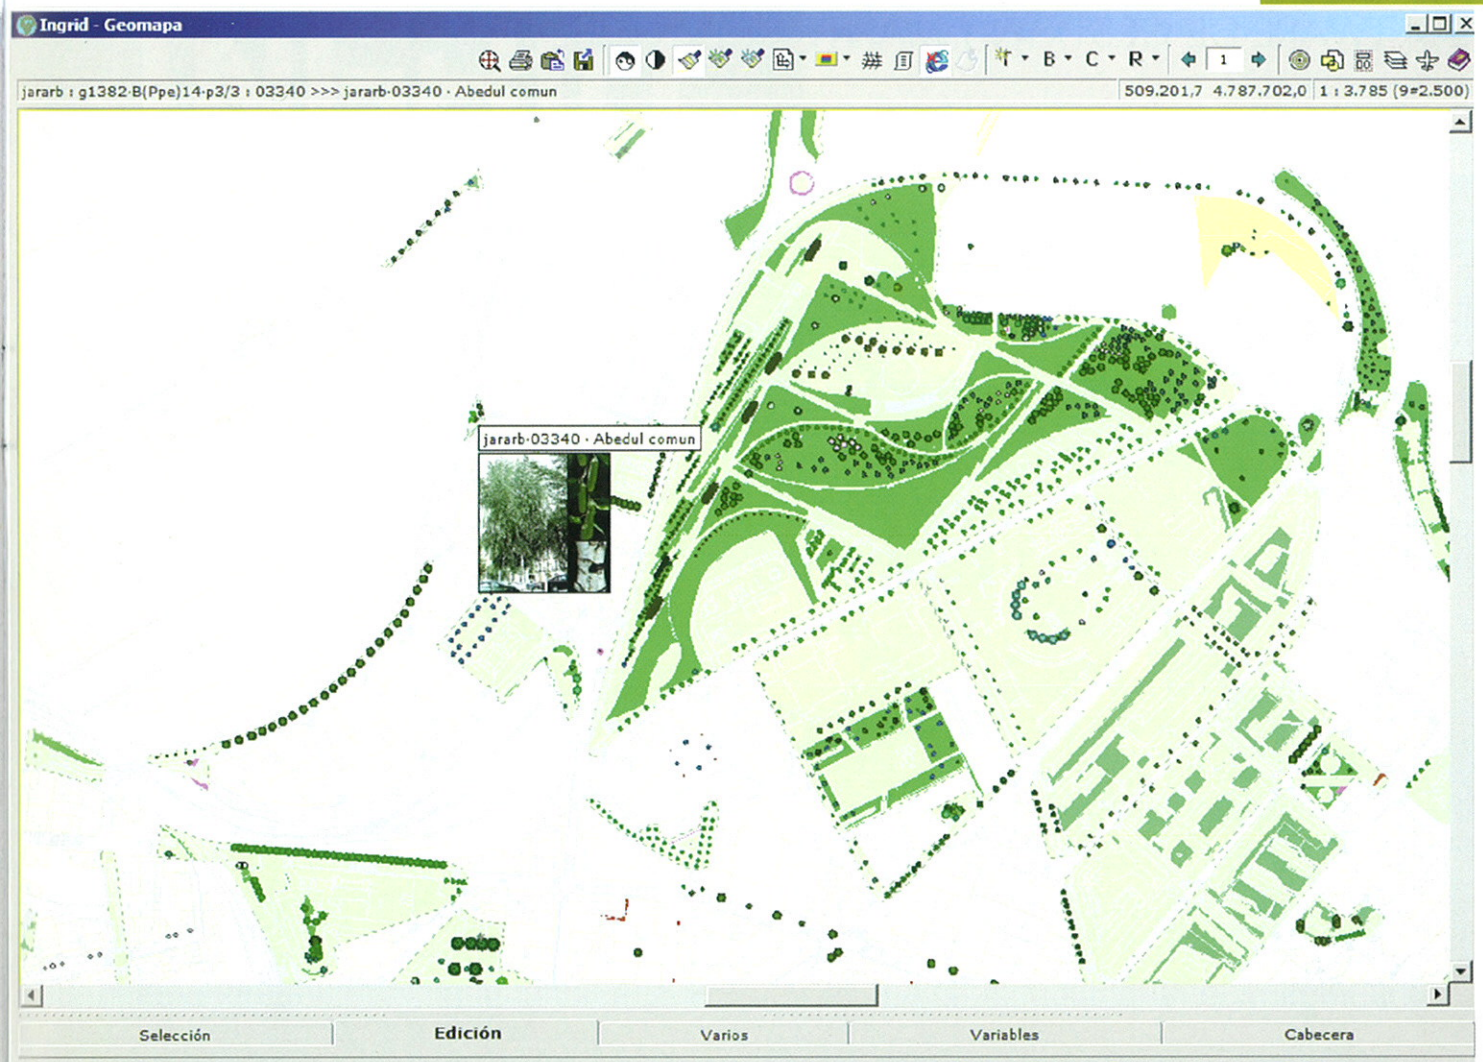 Ingrid - Geomapa
B C R 1
jararb : g1382-B(Ppe)14-p3/3 : 03340 >>> jararb-03340 - Abedul comun
509.201,7 4.787.702,0 1 : 3.785 (9=2.500)
jararb-03340 - Abedul comun
Selección Edición Varios Variables Cabecera